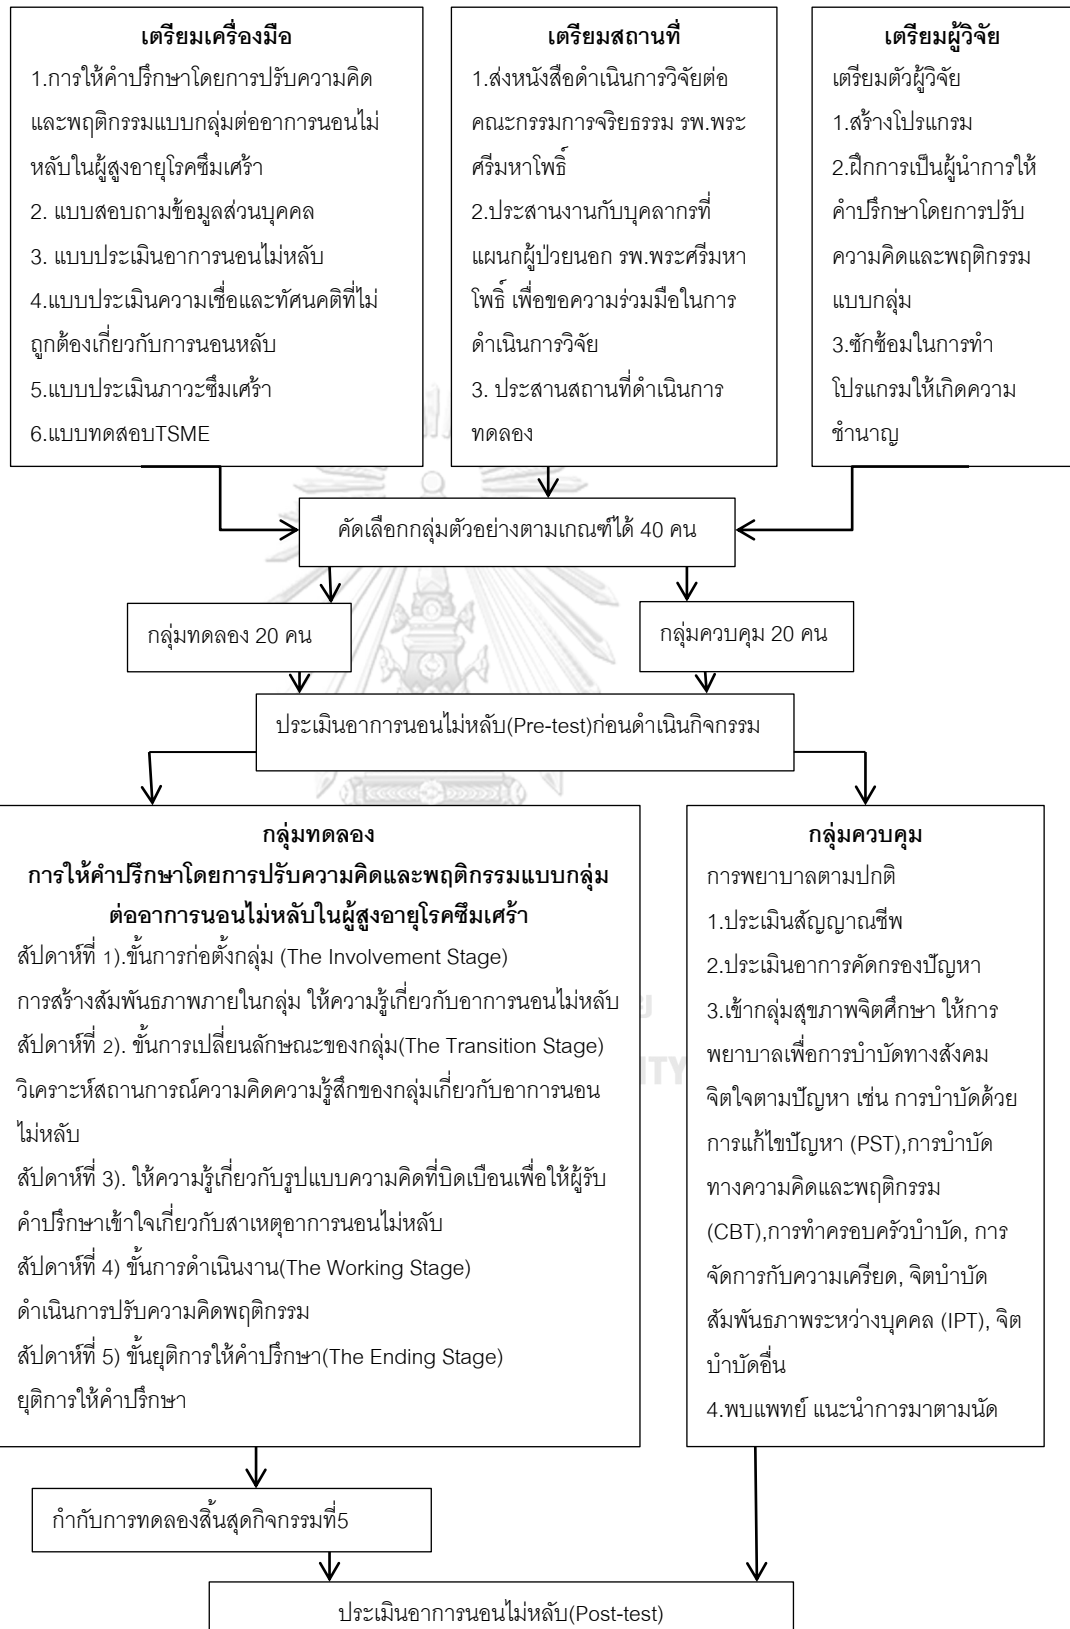 เตรียมเครื่องมือ
1.การให้คำปรึกษาโดยการปรับความคิด
และพฤติกรรมแบบกลุ่มต่ออาการนอนไม่
หลับในผู้สูงอายุโรคซึมเศร้า
2. แบบสอบถามข้อมูลส่วนบุคคล
3. แบบประเมินอาการนอนไม่หลับ
4.แบบประเมินความเชื่อและทัศนคติที่ไม่
ถูกต้องเกี่ยวกับการนอนหลับ
5.แบบประเมินภาวะซึมเศร้า
6.แบบทดสอบTSME
เตรียมสถานที่
1.ส่งหนังสือดำเนินการวิจัยต่อ
คณะกรรมการจริยธรรม รพ.พระ
ศรีมหาโพธิ์
2.ประสานงานกับบุคลากรที่
แผนกผู้ป่วยนอก รพ.พระศรีมหา
โพธิ์ เพื่อขอความร่วมมือในการ
ดำเนินการวิจัย
3. ประสานสถานที่ดำเนินการ
ทดลอง
เตรียมผู้วิจัย
เตรียมตัวผู้วิจัย
1.สร้างโปรแกรม
2.ฝึกการเป็นผู้นำการให้
คำปรึกษาโดยการปรับ
ความคิดและพฤติกรรม
แบบกลุ่ม
3.ซักซ้อมในการทำ
โปรแกรมให้เกิดความ
ชำนาญ
คัดเลือกกลุ่มตัวอย่างตามเกณฑ์ได้ 40 คน
กลุ่มทดลอง 20 คน
กลุ่มควบคุม 20 คน
ประเมินอาการนอนไม่หลับ(Pre-test)ก่อนดำเนินกิจกรรม
กลุ่มทดลอง
การให้คำปรึกษาโดยการปรับความคิดและพฤติกรรมแบบกลุ่ม
ต่ออาการนอนไม่หลับในผู้สูงอายุโรคซึมเศร้า
สัปดาห์ที่ 1).ขั้นการก่อตั้งกลุ่ม (The Involvement Stage)
การสร้างสัมพันธภาพภายในกลุ่ม ให้ความรู้เกี่ยวกับอาการนอนไม่หลับ
สัปดาห์ที่ 2). ขั้นการเปลี่ยนลักษณะของกลุ่ม(The Transition Stage)
วิเคราะห์สถานการณ์ความคิดความรู้สึกของกลุ่มเกี่ยวกับอาการนอน
ไม่หลับ
สัปดาห์ที่ 3). ให้ความรู้เกี่ยวกับรูปแบบความคิดที่บิดเบือนเพื่อให้ผู้รับ
คำปรึกษาเข้าใจเกี่ยวกับสาเหตุอาการนอนไม่หลับ
สัปดาห์ที่ 4) ขั้นการดำเนินงาน(The Working Stage)
ดำเนินการปรับความคิดพฤติกรรม
สัปดาห์ที่ 5) ขั้นยุติการให้คำปรึกษา(The Ending Stage)
ยุติการให้คำปรึกษา
กลุ่มควบคุม
การพยาบาลตามปกติ
1.ประเมินสัญญาณชีพ
2.ประเมินอาการคัดกรองปัญหา
3.เข้ากลุ่มสุขภาพจิตศึกษา ให้การ
พยาบาลเพื่อการบำบัดทางสังคม
จิตใจตามปัญหา เช่น การบำบัดด้วย
การแก้ไขปัญหา (PST),การบำบัด
ทางความคิดและพฤติกรรม
(CBT),การทำครอบครัวบำบัด, การ
จัดการกับความเครียด, จิตบำบัด
สัมพันธภาพระหว่างบุคคล (IPT), จิต
บำบัดอื่น
4.พบแพทย์ แนะนำการมาตามนัด
กำกับการทดลองสิ้นสุดกิจกรรมที่5
ประเมินอาการนอนไม่หลับ(Post-test)